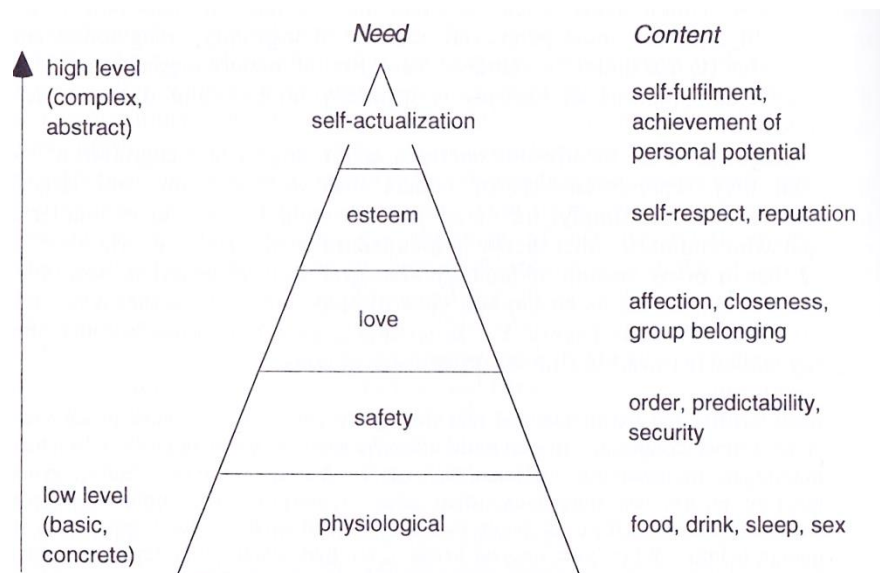 Need
Content
high level
(complex,
abstract)
self-actualization
self-fulfilment,
achievement of
personal potential
esteem
self-respect, reputation
love
affection, closeness,
group belonging
safety
order, predictability,
security
low level
(basic,
concrete)
physiological
food, drink, sleep, sex